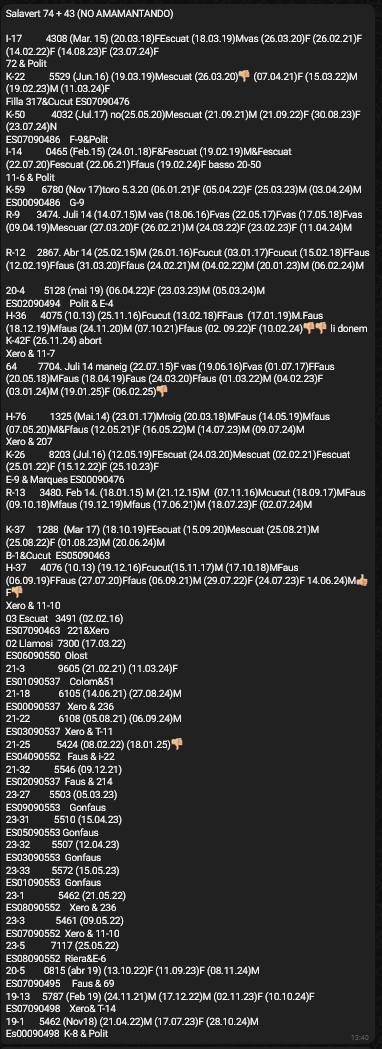 Salavert 74 + 43 (NO AMAMANTANDO)
I-17 4308 (Mar. 15) (20.03.18)FEscuat (18.03.19)Mvas (26.03.20)F (26.02.21)F
(14.02.22)F (14.08.23)F (23.07.24)F
72 & Polit
K-22 5529 (Jun.16) (19.03.19)Mescuat (26.03.20)👎 (07.04.21)F (15.03.22)M
(19.02.23)M (11.03.24)F
Filla 317&Cucut ES07090476
K-50 4032 (Jul.17) no(25.05.20)Mescuat (21.09.21)M (21.09.22)F (30.08.23)F
(23.07.24)N
ES07090486 F-9&Polit
I-14 0465 (Feb.15) (24.01.18)F&Fescuat (19.02.19)M&Fescuat
(22.07.20)Fescuat (22.06.21)Ffaus (19.02.24)F basso 20-50
11-6 & Polit
K-59 6780 (Nov 17)toro 5.3.20 (06.01.21)F (05.04.22)F (25.03.23)M (03.04.24)M
ES00090486 G-9
R-9 3474. Juli 14 (14.07.15)M vas (18.06.16)Fvas (22.05.17)Fvas (17.05.18)Fvas
(09.04.19)Mescuar (27.03.20)F (26.02.21)M (24.03.22)F (23.02.23)F (11.04.24)M
R-12 2867. Abr 14 (25.02.15)M (26.01.16)Fcucut (03.01.17)Fcucut (15.02.18)FFaus
(12.02.19)Ffaus (31.03.20)Ffaus (24.02.21)M (04.02.22)M (20.01.23)M (06.02.24)M
20-4 5128 (mai 19) (06.04.22)F (23.03.23)M (05.03.24)M
ES02090494 Polit & E-4
H-36 4075 (10.13) (25.11.16)Fcucut (13.02.18)FFaus (17.01.19)M.Faus
(18.12.19)Mfaus (24.11.20)M (07.10.21)Ffaus (02. 09.22)F (10.02.24)👎👎 li donem
K-42F (26.11.24) abort
Xero & 11-7
64 7704. Juli 14 maneig (22.07.15)F vas (19.06.16)Fvas (01.07.17)FFaus
(20.05.18)MFaus (18.04.19)Faus (24.03.20)Ffaus (01.03.22)M (04.02.23)F
(03.01.24)M (19.01.25)F (06.02.25)👎
H-76 1325 (Mai.14) (23.01.17)Mroig (20.03.18)MFaus (14.05.19)Mfaus
(07.05.20)M&Ffaus (12.05.21)F (16.05.22)M (14.07.23)M (09.07.24)M
Xero & 207
K-26 8203 (Jul.16) (12.05.19)FEscuat (24.03.20)Mescuat (02.02.21)Fescuat
(25.01.22)F (15.12.22)F (25.10.23)F
E-9 & Marques ES00090476
R-13 3480. Feb 14. (18.01.15) M (21.12.15)M (07.11.16)Mcucut (18.09.17)MFaus
(09.10.18)Mfaus (19.12.19)Mfaus (17.06.21)M (18.07.23)F (02.07.24)M
K-37 1288 (Mar 17) (18.10.19)FEscuat (15.09.20)Mescuat (25.08.21)M
(25.08.22)F (01.08.23)M (20.06.24)M
B-1&Cucut ES05090463
H-37 4076 (10.13) (19.12.16)Fcucut(15.11.17)M (17.10.18)MFaus
(06.09.19)FFaus (27.07.20)Ffaus (06.09.21)M (29.07.22)F (24.07.23)F 14.06.24)M👍
F👎
Xero & 11-10
03 Escuat 3491 (02.02.16)
ES07090463 221&Xero
02 Llamosi 7300 (17.03.22)
ES06090550 Olost
21-3 9605 (21.02.21) (11.03.24)F
ES01090537 Colom&51
21-18 6105 (14.06.21) (27.08.24)M
ES00090537 Xero & 236
21-22 6108 (05.08.21) (06.09.24)M
ES03090537 Xero & T-11
21-25 5424 (08.02.22) (18.01.25)👎
ES04090552 Faus & i-22
21-32 5546 (09.12.21)
ES02090537 Faus & 214
23-27 5503 (05.03.23)
ES09090553 Gonfaus
23-31 5510 (15.04.23)
ES05090553 Gonfaus
23-32 5507 (12.04.23)
ES03090553 Gonfaus
23-33 5572 (15.05.23)
ES01090553 Gonfaus
23-1 5462 (21.05.22)
ES08090552 Xero & 236
23-3 5461 (09.05.22)
ES07090552 Xero & 11-10
23-5 7117 (25.05.22)
ES08090552 Riera&E-6
20-5 0815 (abr 19) (13.10.22)F (11.09.23)F (08.11.24)M
ES07090495 Faus & 69
19-13 5787 (Feb 19) (24.11.21)M (17.12.22)M (02.11.23)F (10.10.24)F
ES07090498 Xero& T-14
19-1 5462 (Nov18) (21.04.22)M (17.07.23)F (28.10.24)M
Es00090498 K-8 & Polit
13:40